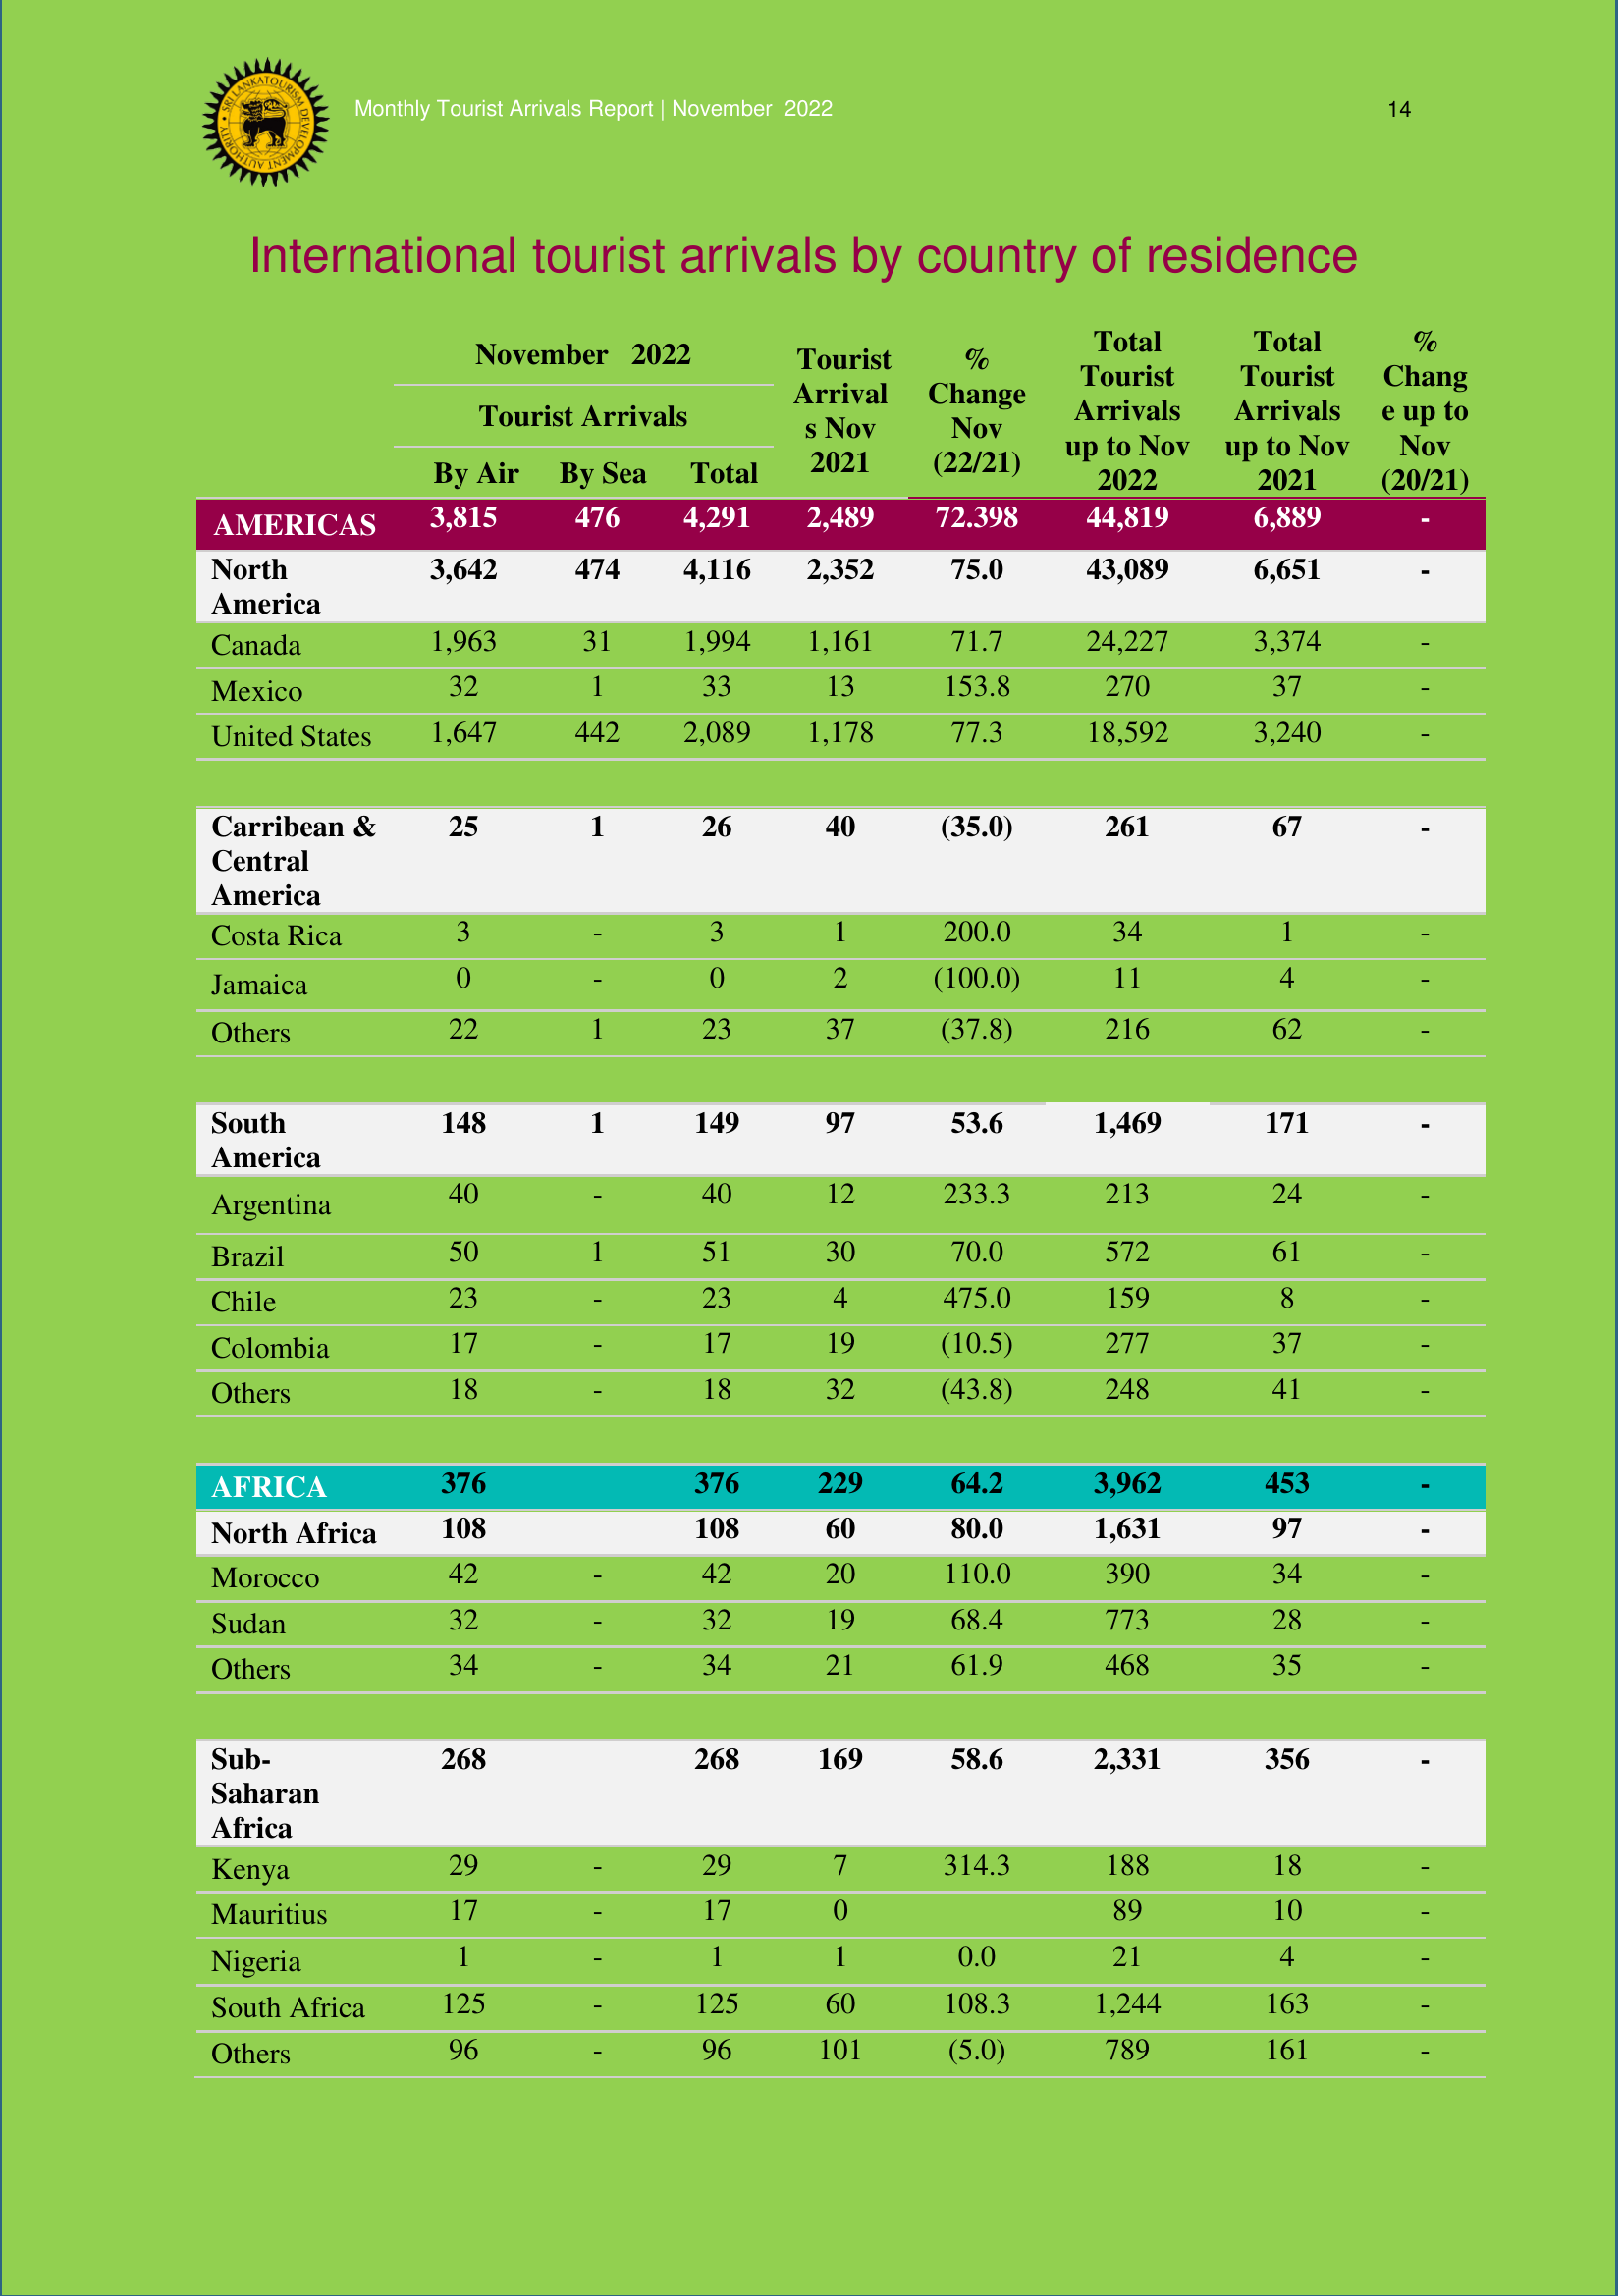 SRI LANKA TOURISM DEVELOPMENT AUTHORITY
Monthly Tourist Arrivals Report | November 2022 14
International tourist arrivals by country of residence
November 2022
Tourist Arrivals
By Air By Sea Total
Tourist
Arrival
s Nov
2021
%
Change
Nov
(22/21)
Total
Tourist
Arrivals
up to Nov
2022
Total
Tourist
Arrivals
up to Nov
2021
%
Chang
e up to
Nov
(20/21)
AMERICAS 3,815 476 4,291 2,489 72.398 44,819 6,889 -
North 3,642 474 4,116 2,352 75.0 43,089 6,651 -
America
Canada 1,963 31 1,994 1,161 71.7 24,227 3,374 -
Mexico 32 1 33 13 153.8 270 37 -
United States 1,647 442 2,089 1,178 77.3 18,592 3,240 -
Carribean & 25 1 26 40 (35.0) 261 67 -
Central
America
Costa Rica 3 - 3 1 200.0 34 1 -
Jamaica 0 - 0 2 (100.0) 11 4 -
Others 22 1 23 37 (37.8) 216 62 -
South 148 1 149 97 53.6 1,469 171 -
America
Argentina 40 - 40 12 233.3 213 24 -
Brazil 50 1 51 30 70.0 572 61 -
Chile 23 - 23 4 475.0 159 8 -
Colombia 17 - 17 19 (10.5) 277 37 -
Others 18 - 18 32 (43.8) 248 41 -
AFRICA 376 376 229 64.2 3,962 453 -
North Africa 108 108 60 80.0 1,631 97 -
Morocco 42 - 42 20 110.0 390 34 -
Sudan 32 - 32 19 68.4 773 28 -
Others 34 - 34 21 61.9 468 35 -
Sub- 268 268 169 58.6 2,331 356 -
Saharan
Africa
Kenya 29 - 29 7 314.3 188 18 -
Mauritius 17 - 17 0 89 10 -
Nigeria 1 - 1 1 0.0 21 4 -
South Africa 125 - 125 60 108.3 1,244 163 -
Others 96 - 96 101 (5.0) 789 161 -